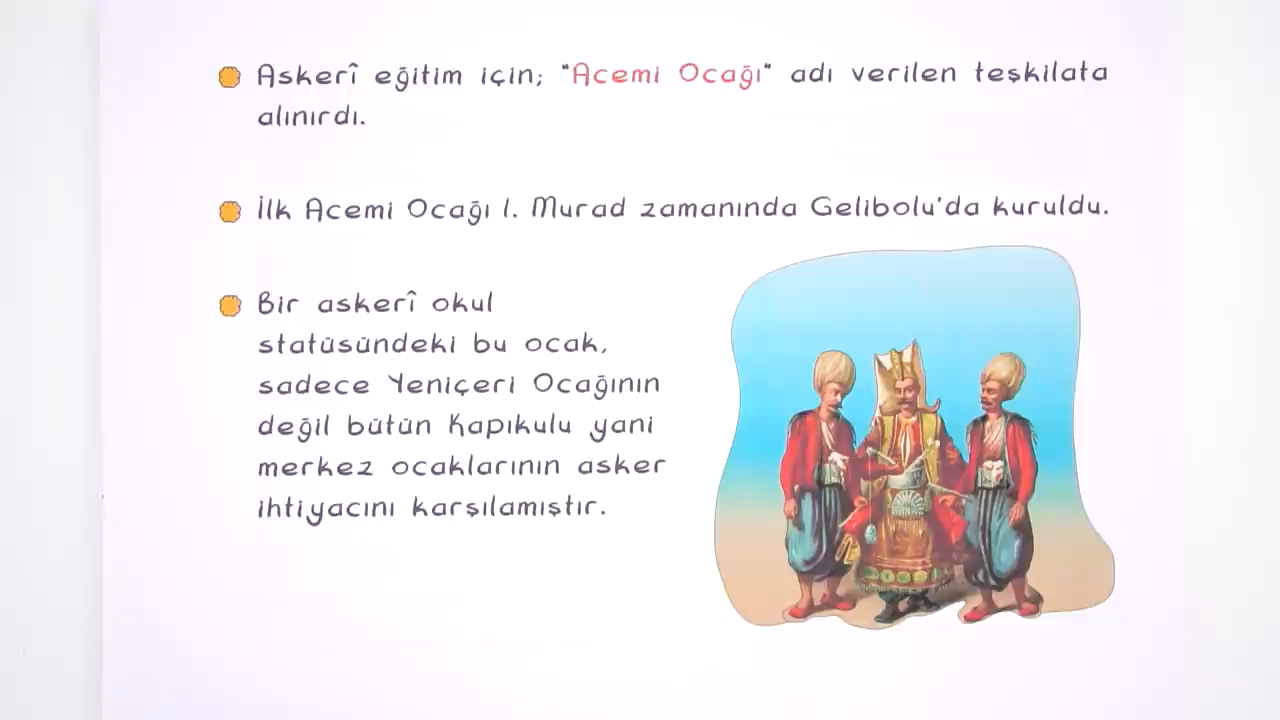 Askerî eğitim için; "Acemi Ocağı" adı verilen teşkilata
alınırdı.
İlk Acemi Ocağı I. Murad zamanında Gelibolu'da kuruldu.
Bir askerî okul
statüsündeki bu ocak,
sadece Yeniçeri Ocağının
değil bütün Kapıkulu yani
merkez ocaklarının asker
ihtiyacını karşılamıştır.